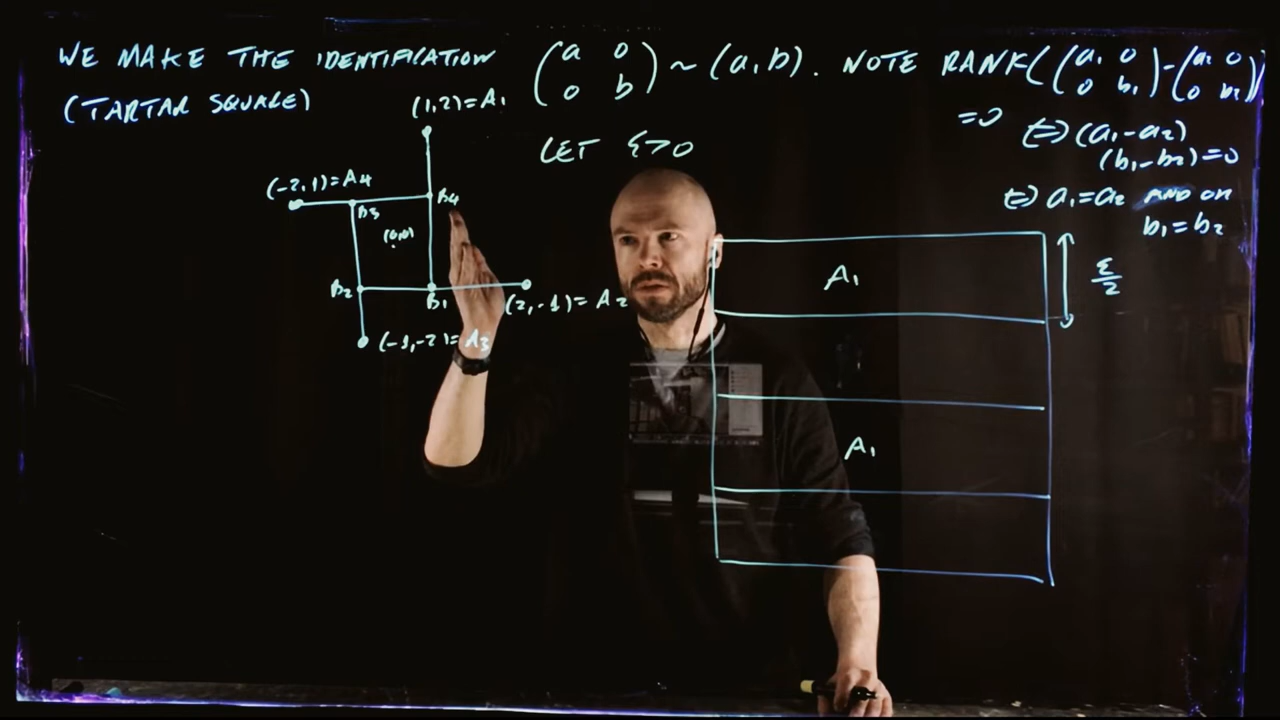 WE MAKE THE IDENTIFICATION (a 0 0 b) ~ (a, b). NOTE RANK((a₁ 0 0 b₁) - (a₂ 0 0 b₂))
(TARTAR SQUARE)
=0 ⇔ (a₁-a₂)
(b₁-b₂)=0
⇔ a₁=a₂ AND OR
b₁=b₂
LET ε>0
(1,2)=A₁
(-2,1)=A₄
B₃
B₄
(0,0)
B₂
B₁
(2,-1)=A₂
(-1,-2)=A₃
A₁
ε/2
A₁